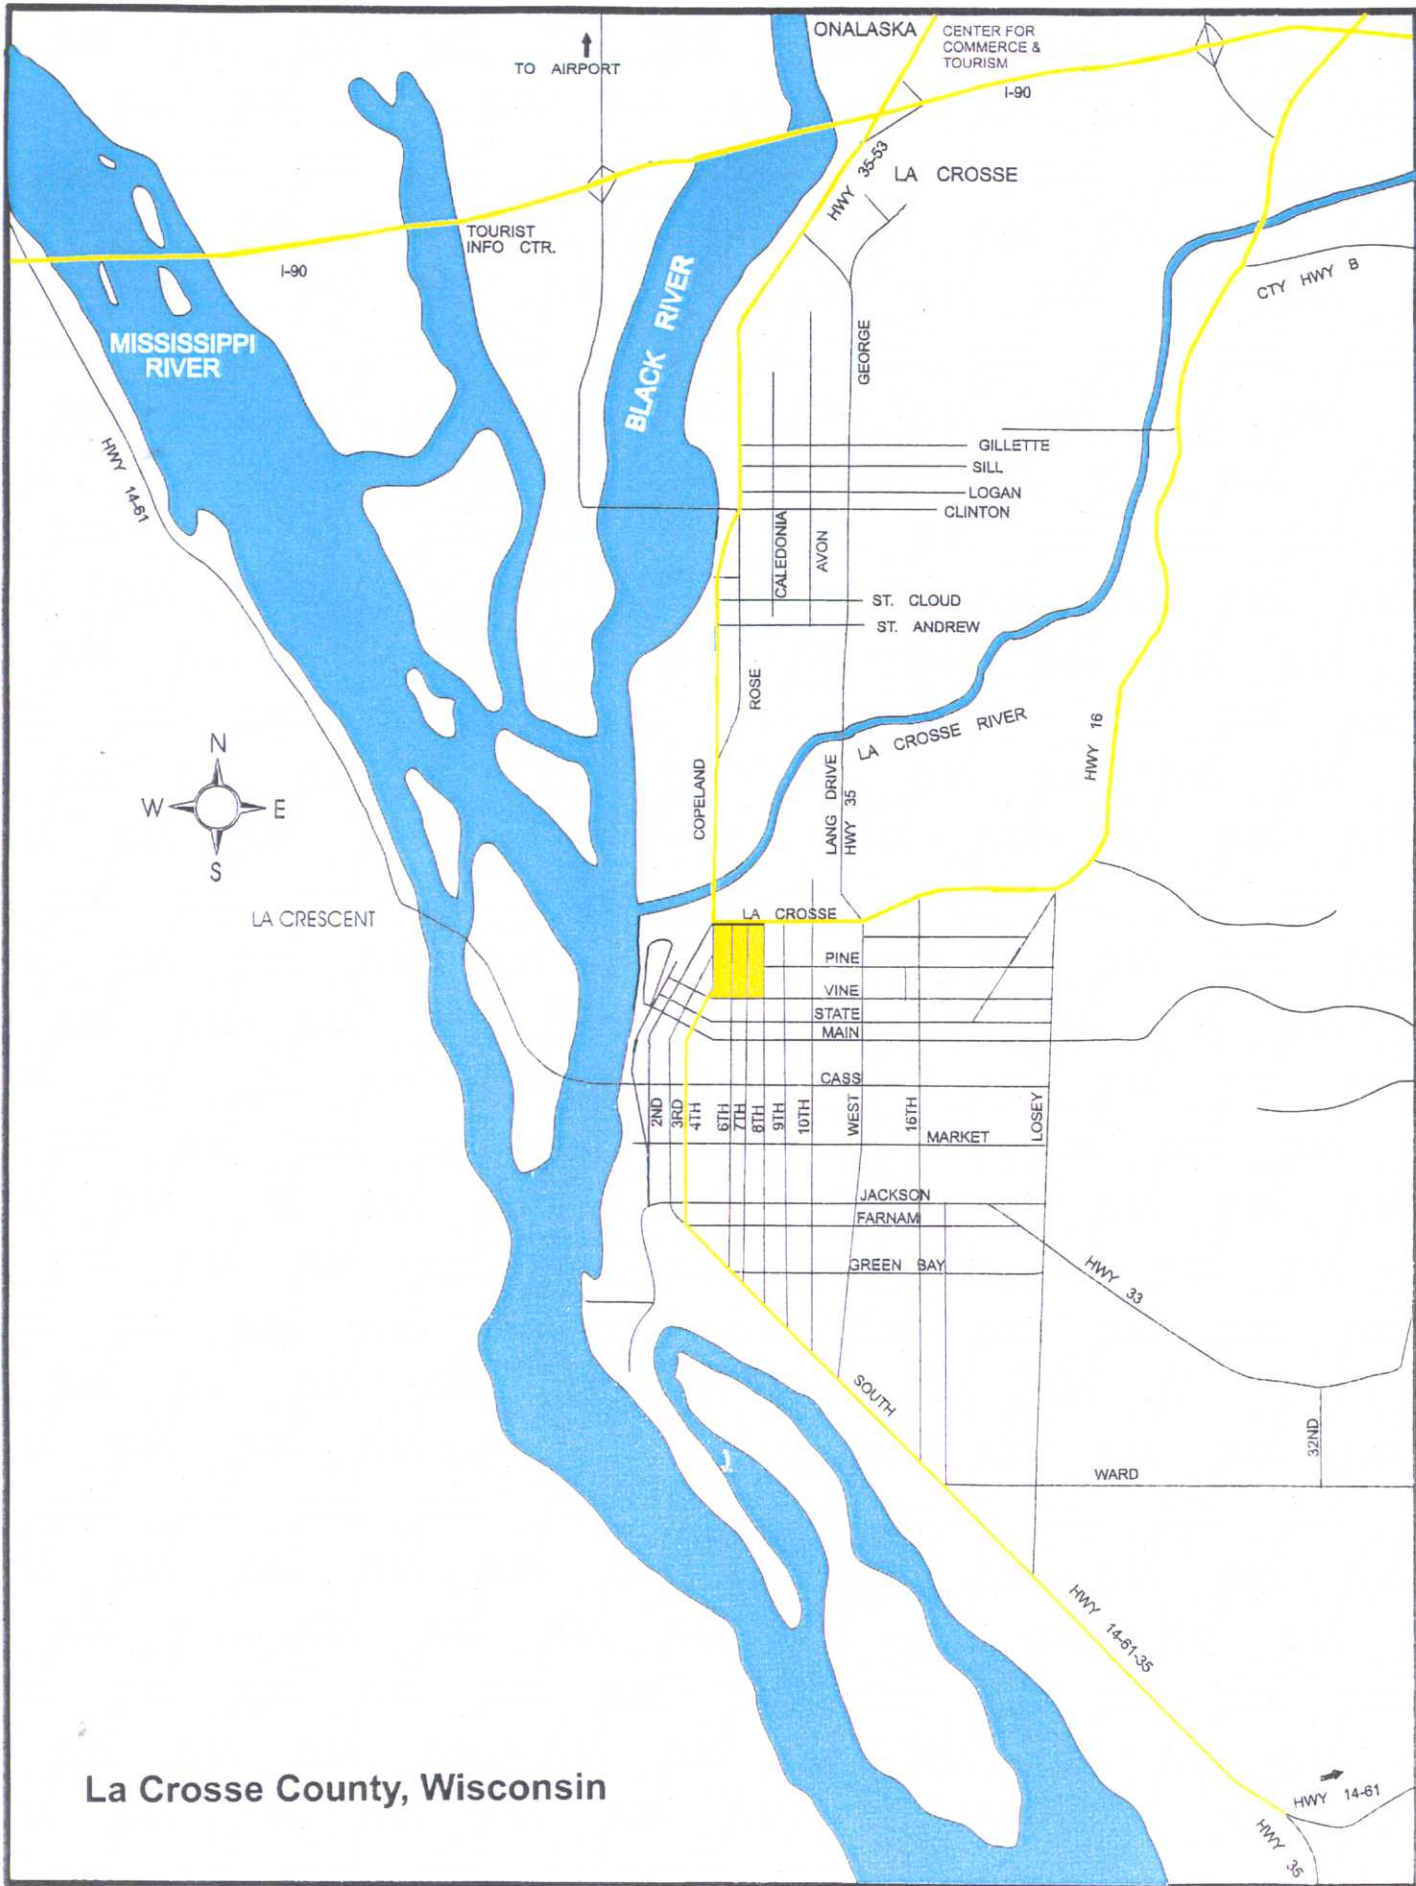 ONALASKA
CENTER FOR
COMMERCE &
TOURISM
TO AIRPORT
I-90
HWY 35-53
LA CROSSE
TOURIST
INFO CTR.
I-90
CTY HWY B
MISSISSIPPI
RIVER
BLACK RIVER
GEORGE
HWY 14-61
GILLETTE
SILL
LOGAN
CLINTON
CALEDONIA
AVON
ST. CLOUD
ST. ANDREW
ROSE
LA CROSSE RIVER
HWY 16
N
W E
S
COPELAND
LANG DRIVE
HWY 35
LA CRESCENT
LA CROSSE
PINE
VINE
STATE
MAIN
CASS
2ND
3RD
4TH
6TH
7TH
8TH
9TH
10TH
WEST
16TH
LOSEY
MARKET
JACKSON
FARNAM
GREEN BAY
HWY 33
SOUTH
32ND
WARD
HWY 14-61-35
La Crosse County, Wisconsin
HWY 14-61
HWY 35